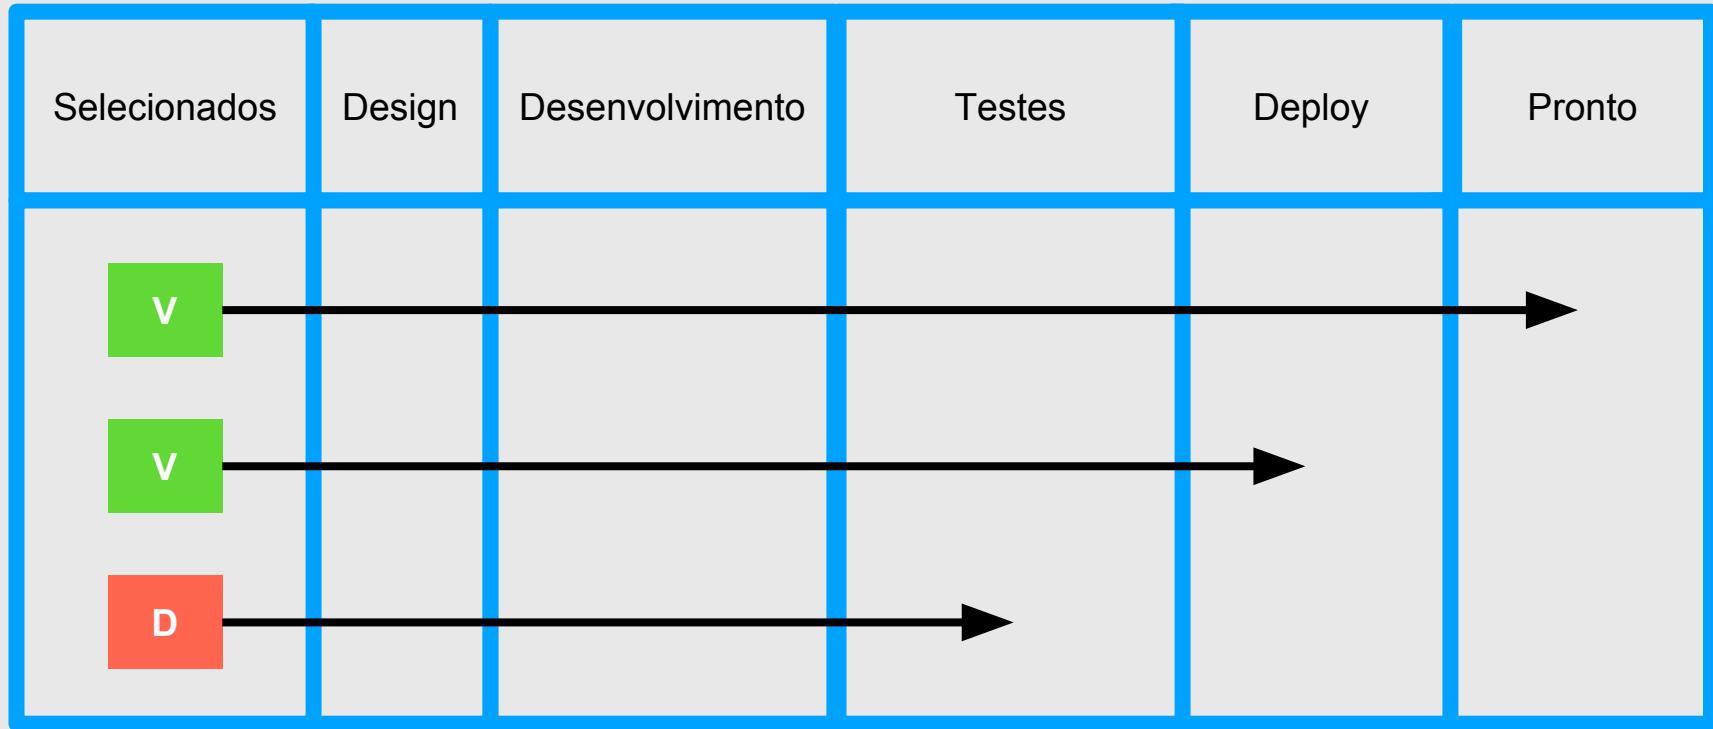 Selecionados
Design
Desenvolvimento
Testes
Deploy
Pronto
V
V
D